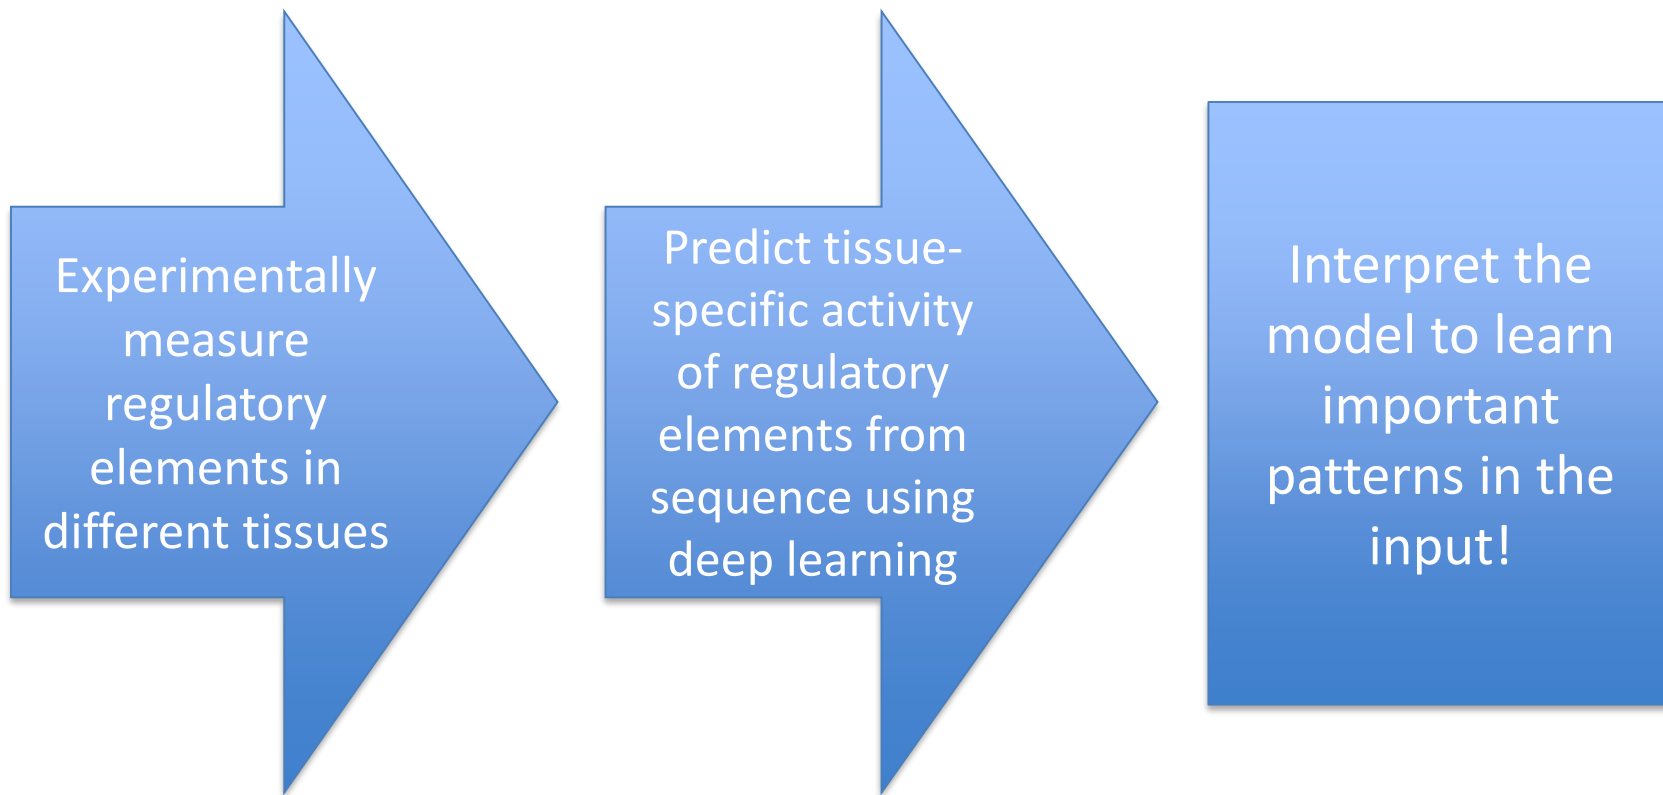 Experimentally
measure
regulatory
elements in
different tissues
Predict tissue-
specific activity
of regulatory
elements from
sequence using
deep learning
Interpret the
model to learn
important
patterns in the
input!